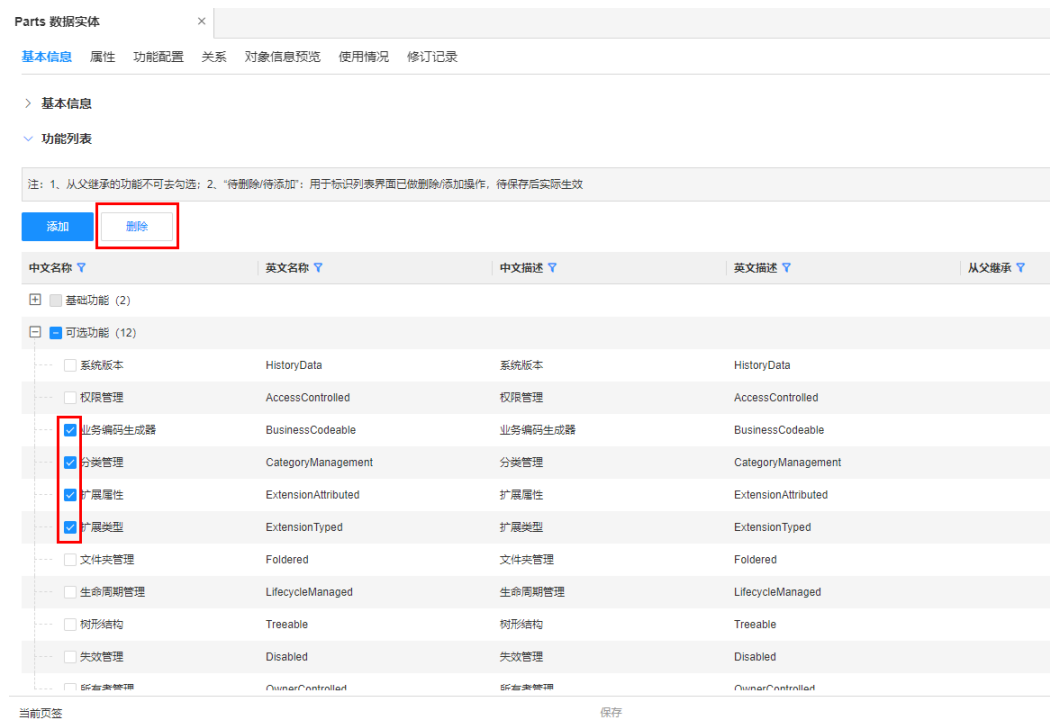 Parts 数据实体 ×
基本信息 属性 功能配置 关系 对象信息预览 使用情况 修订记录
基本信息
功能列表
注：1、从父继承的功能不可去勾选；2、“待删除/待添加”：用于标识列表界面已做删除/添加操作，待保存后实际生效
添加 删除
中文名称 英文名称 中文描述 英文描述 从父继承
基础功能（2）
可选功能（12）
系统版本 HistoryData 系统版本 HistoryData
权限管理 AccessControlled 权限管理 AccessControlled
业务编码生成器 BusinessCodeable 业务编码生成器 BusinessCodeable
分类管理 CategoryManagement 分类管理 CategoryManagement
扩展属性 ExtensionAttributed 扩展属性 ExtensionAttributed
扩展类型 ExtensionTyped 扩展类型 ExtensionTyped
文件夹管理 Foldered 文件夹管理 Foldered
生命周期管理 LifecycleManaged 生命周期管理 LifecycleManaged
树形结构 Treeable 树形结构 Treeable
失效管理 Disabled 失效管理 Disabled
所有者管理 OwnerControlled 所有者管理 OwnerControlled
当前页签 保存